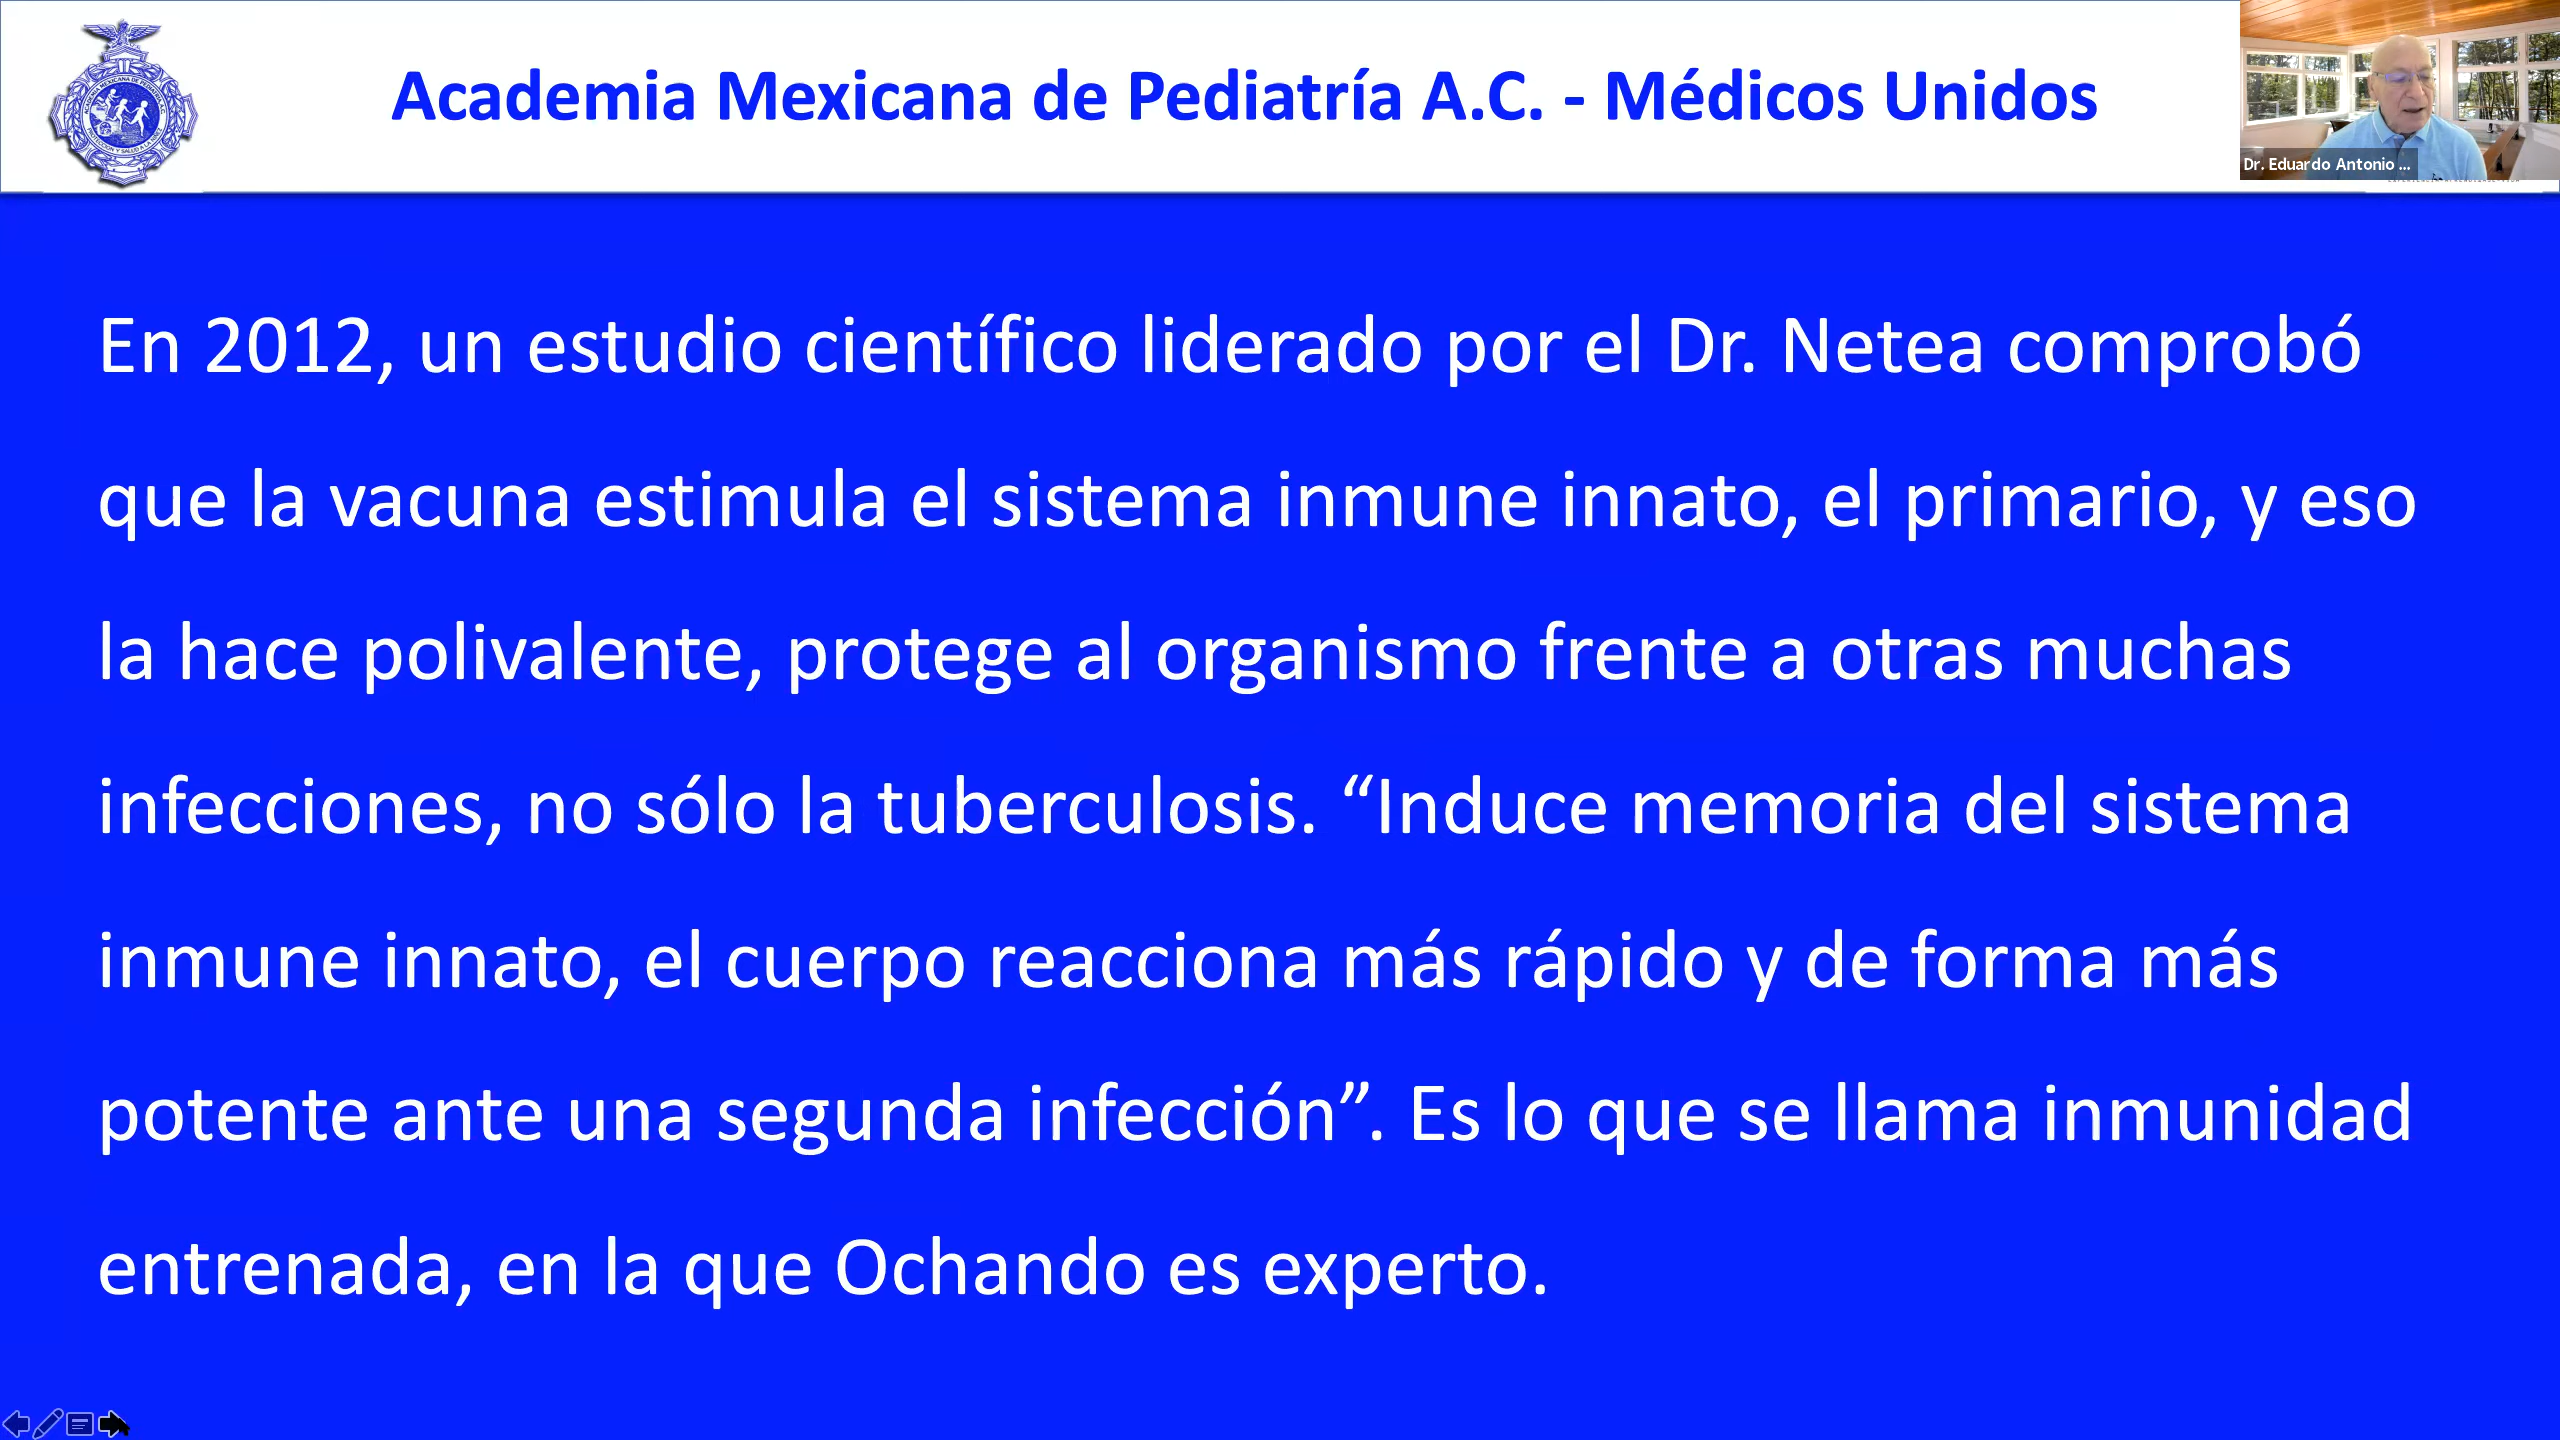 Academia Mexicana de Pediatría A.C. - Médicos Unidos
Dr. Eduardo Antonio ...
En 2012, un estudio científico liderado por el Dr. Netea comprobó
que la vacuna estimula el sistema inmune innato, el primario, y eso
la hace polivalente, protege al organismo frente a otras muchas
infecciones, no sólo la tuberculosis. “Induce memoria del sistema
inmune innato, el cuerpo reacciona más rápido y de forma más
potente ante una segunda infección”. Es lo que se llama inmunidad
entrenada, en la que Ochando es experto.